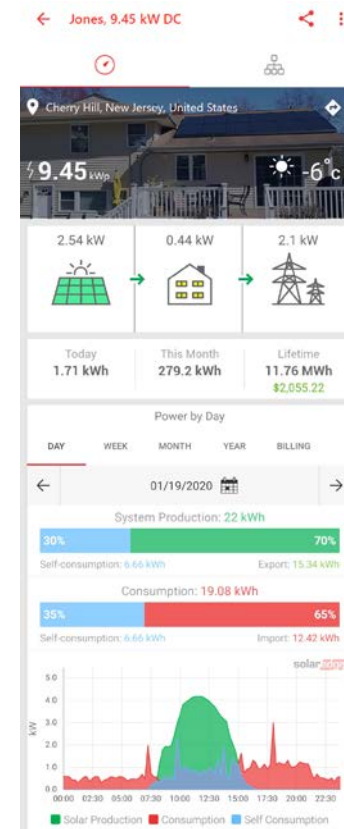 Jones, 9.45 kW DC
Cherry Hill, New Jersey, United States
9.45 kWp
-6°c
2.54 kW
0.44 kW
2.1 kW
Today
This Month
Lifetime
1.71 kWh
279.2 kWh
11.76 MWh
$2,055.22
Power by Day
DAY WEEK MONTH YEAR BILLING
01/19/2020
System Production: 22 kWh
30% 70%
Self-consumption: 6.66 kWh Export: 15.34 kWh
Consumption: 19.08 kWh
35% 65%
Self-consumption: 6.66 kWh Import: 12.42 kWh
solaredge
kW
5.0
4.0
3.0
2.0
1.0
0.0
00:00 02:30 05:00 07:30 10:00 12:30 15:00 17:30 20:00 22:30
Solar Production Consumption Self Consumption